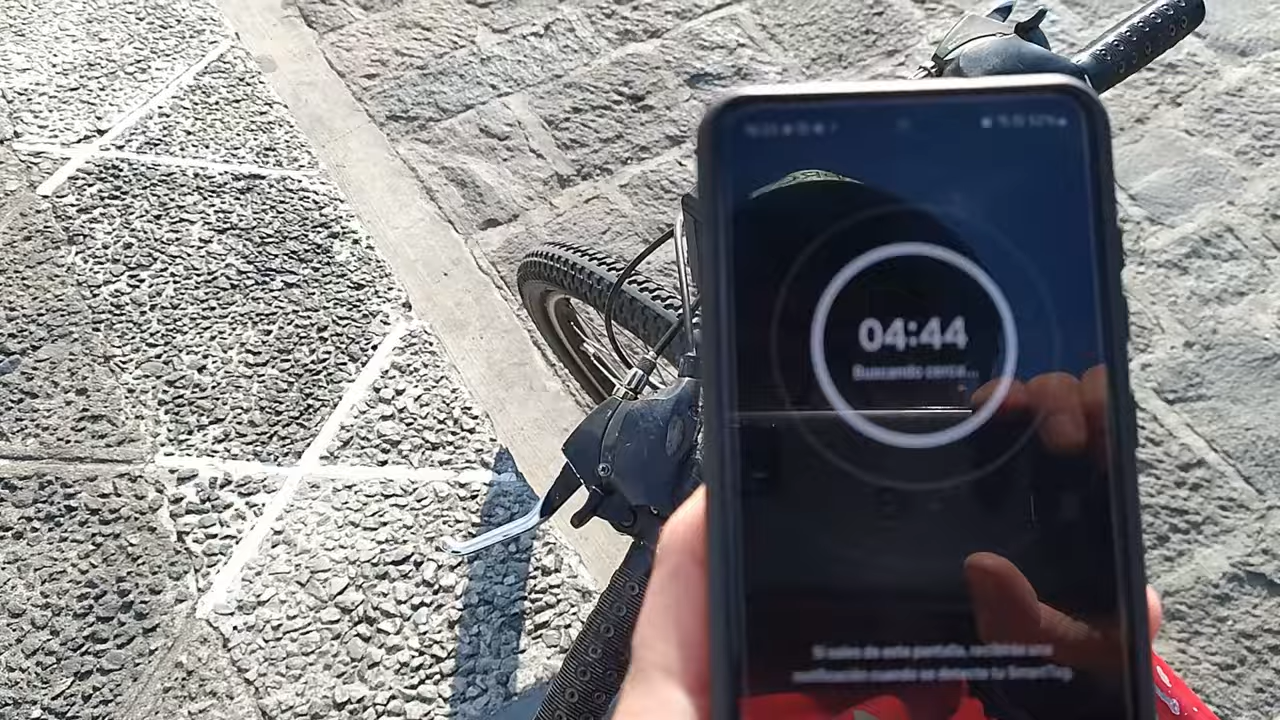 04:44
Buscando cerca...
Si sales de esta pantalla, recibirás una
notificación cuando se detecte tu SmartTag.